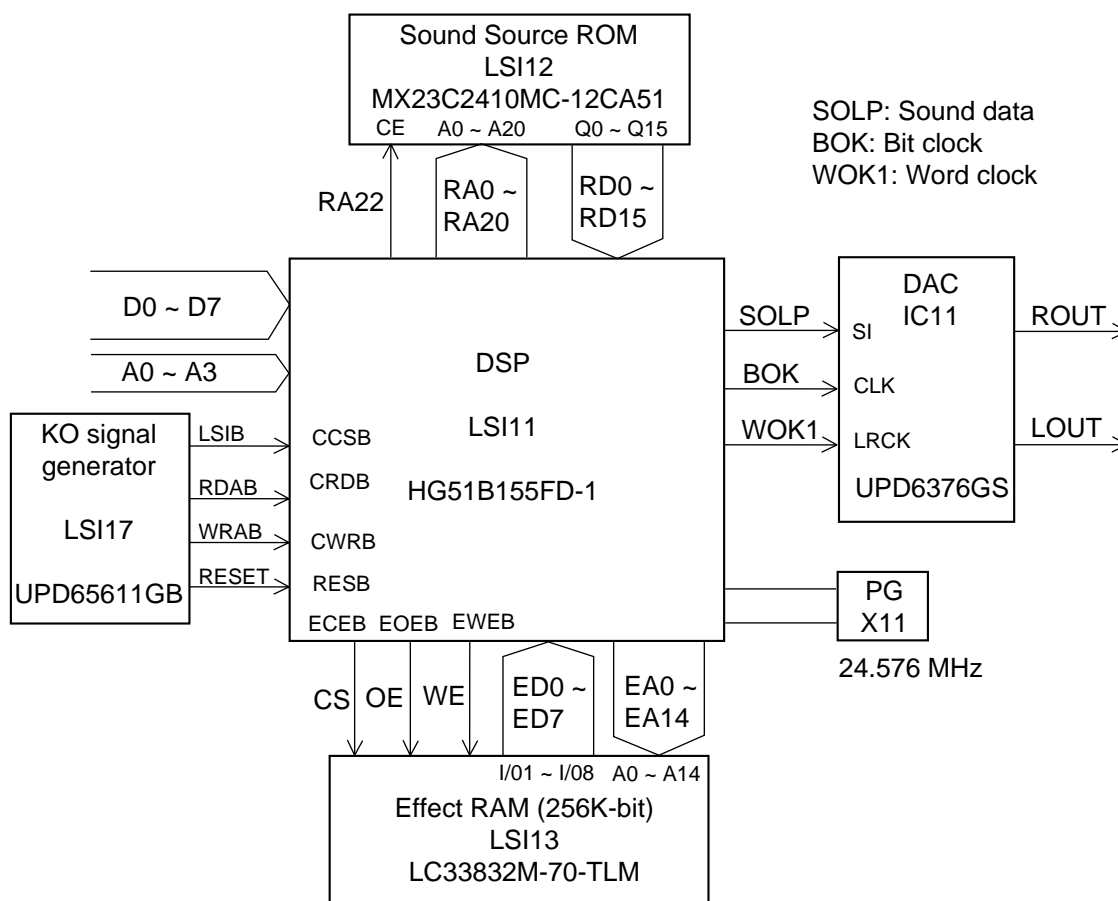 Sound Source ROM
LSI12
MX23C2410MC-12CA51
CE A0 ~ A20 Q0 ~ Q15
SOLP: Sound data
BOK: Bit clock
WOK1: Word clock
RA22
RA0 ~
RA20
RD0 ~
RD15
D0 ~ D7
A0 ~ A3
KO signal
generator
LSI17
UPD65611GB
LSIB
RDAB
WRAB
RESET
CCSB
CRDB
CWRB
RESB
DSP
LSI11
HG51B155FD-1
ECEB EOEB EWEB
SOLP
BOK
WOK1
DAC
IC11
SI
CLK
LRCK
UPD6376GS
ROUT
LOUT
PG
X11
24.576 MHz
CS
OE
WE
ED0 ~
ED7
EA0 ~
EA14
I/01 ~ I/08 A0 ~ A14
Effect RAM (256K-bit)
LSI13
LC33832M-70-TLM